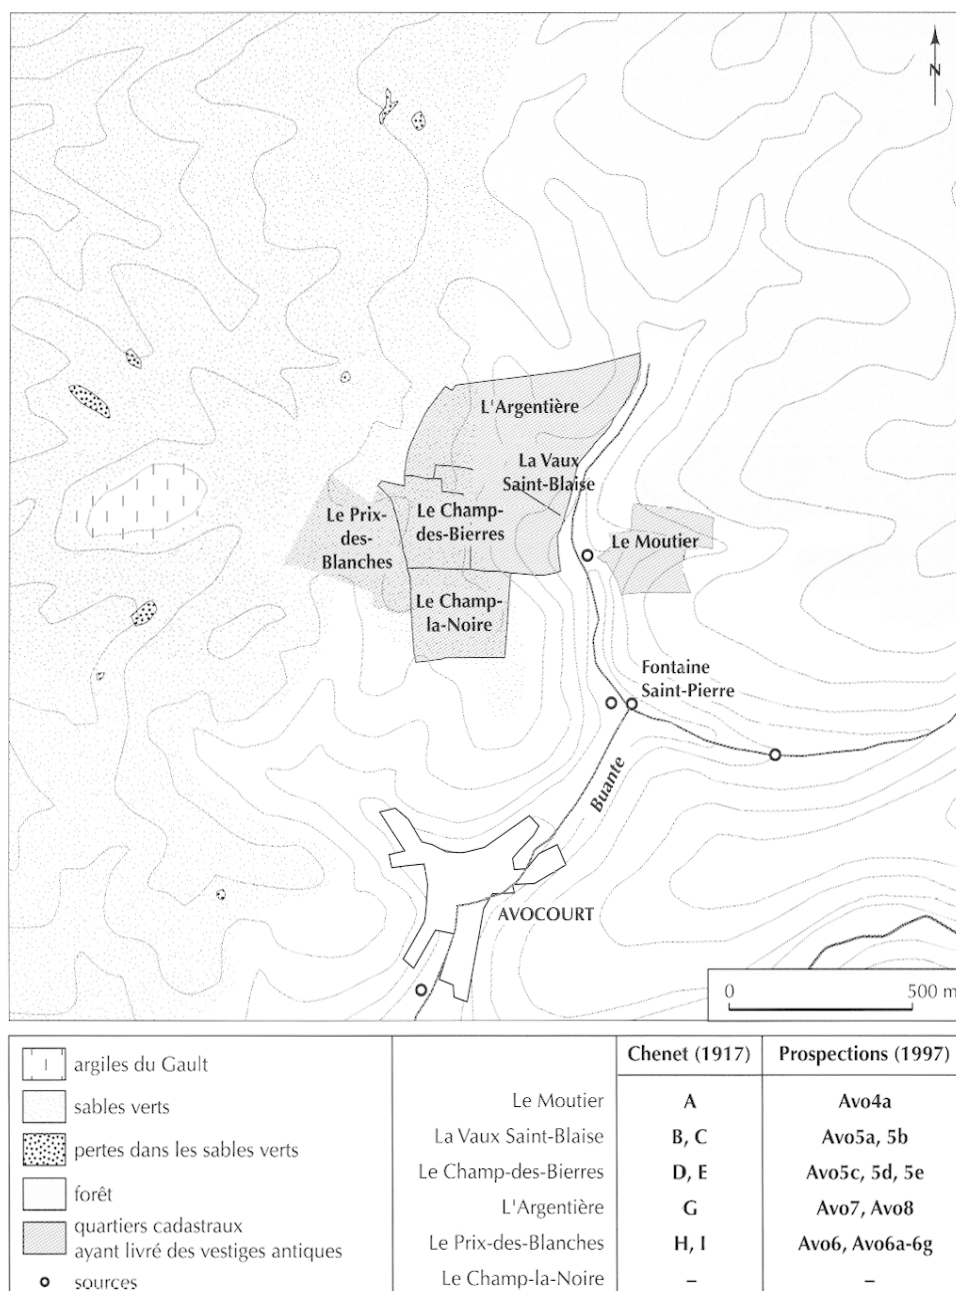 N
L'Argentière
La Vaux
Saint-Blaise
Le Prix-
des-
Blanches
Le Champ-
des-Bierres
Le Moutier
Le Champ-
la-Noire
Fontaine
Saint-Pierre
Buante
AVOCOURT
0 500 m
argiles du Gault
sables verts
pertes dans les sables verts
forêt
quartiers cadastraux
ayant livré des vestiges antiques
sources
Chenet (1917) Prospections (1997)
Le Moutier A Avo4a
La Vaux Saint-Blaise B, C Avo5a, 5b
Le Champ-des-Bierres D, E Avo5c, 5d, 5e
L'Argentière G Avo7, Avo8
Le Prix-des-Blanches H, I Avo6, Avo6a-6g
Le Champ-la-Noire – –